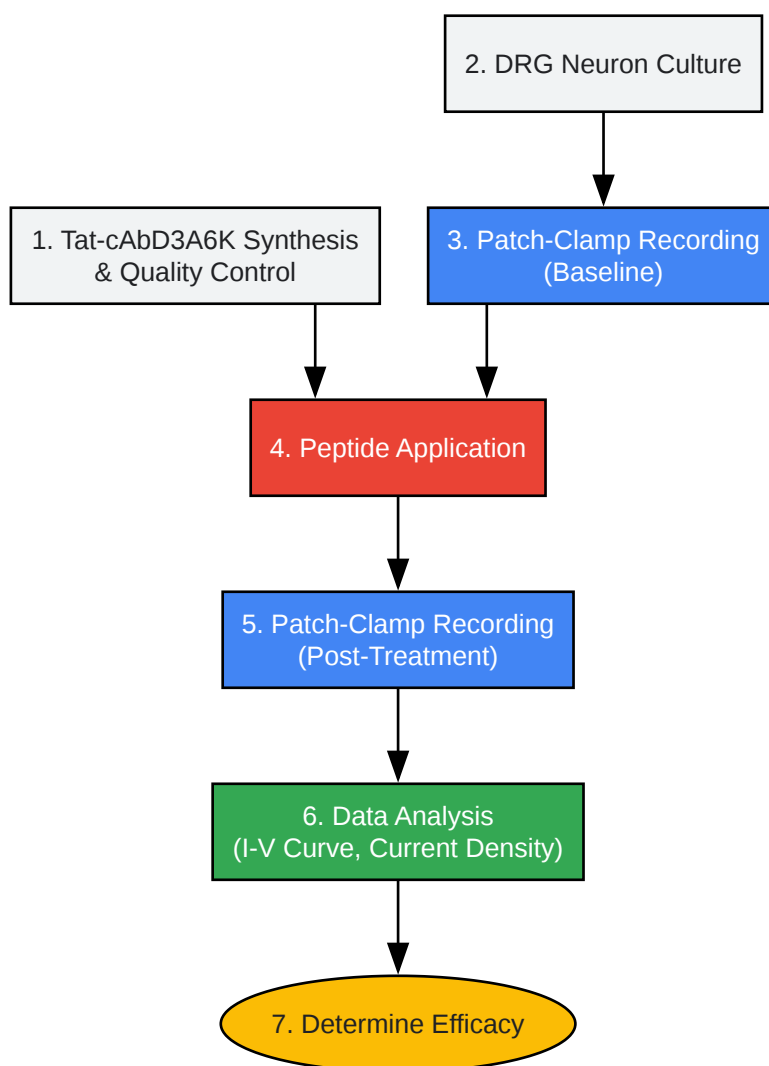 2. DRG Neuron Culture
1. Tat-cAbD3A6K Synthesis
& Quality Control
3. Patch-Clamp Recording
(Baseline)
4. Peptide Application
5. Patch-Clamp Recording
(Post-Treatment)
6. Data Analysis
(I-V Curve, Current Density)
7. Determine Efficacy